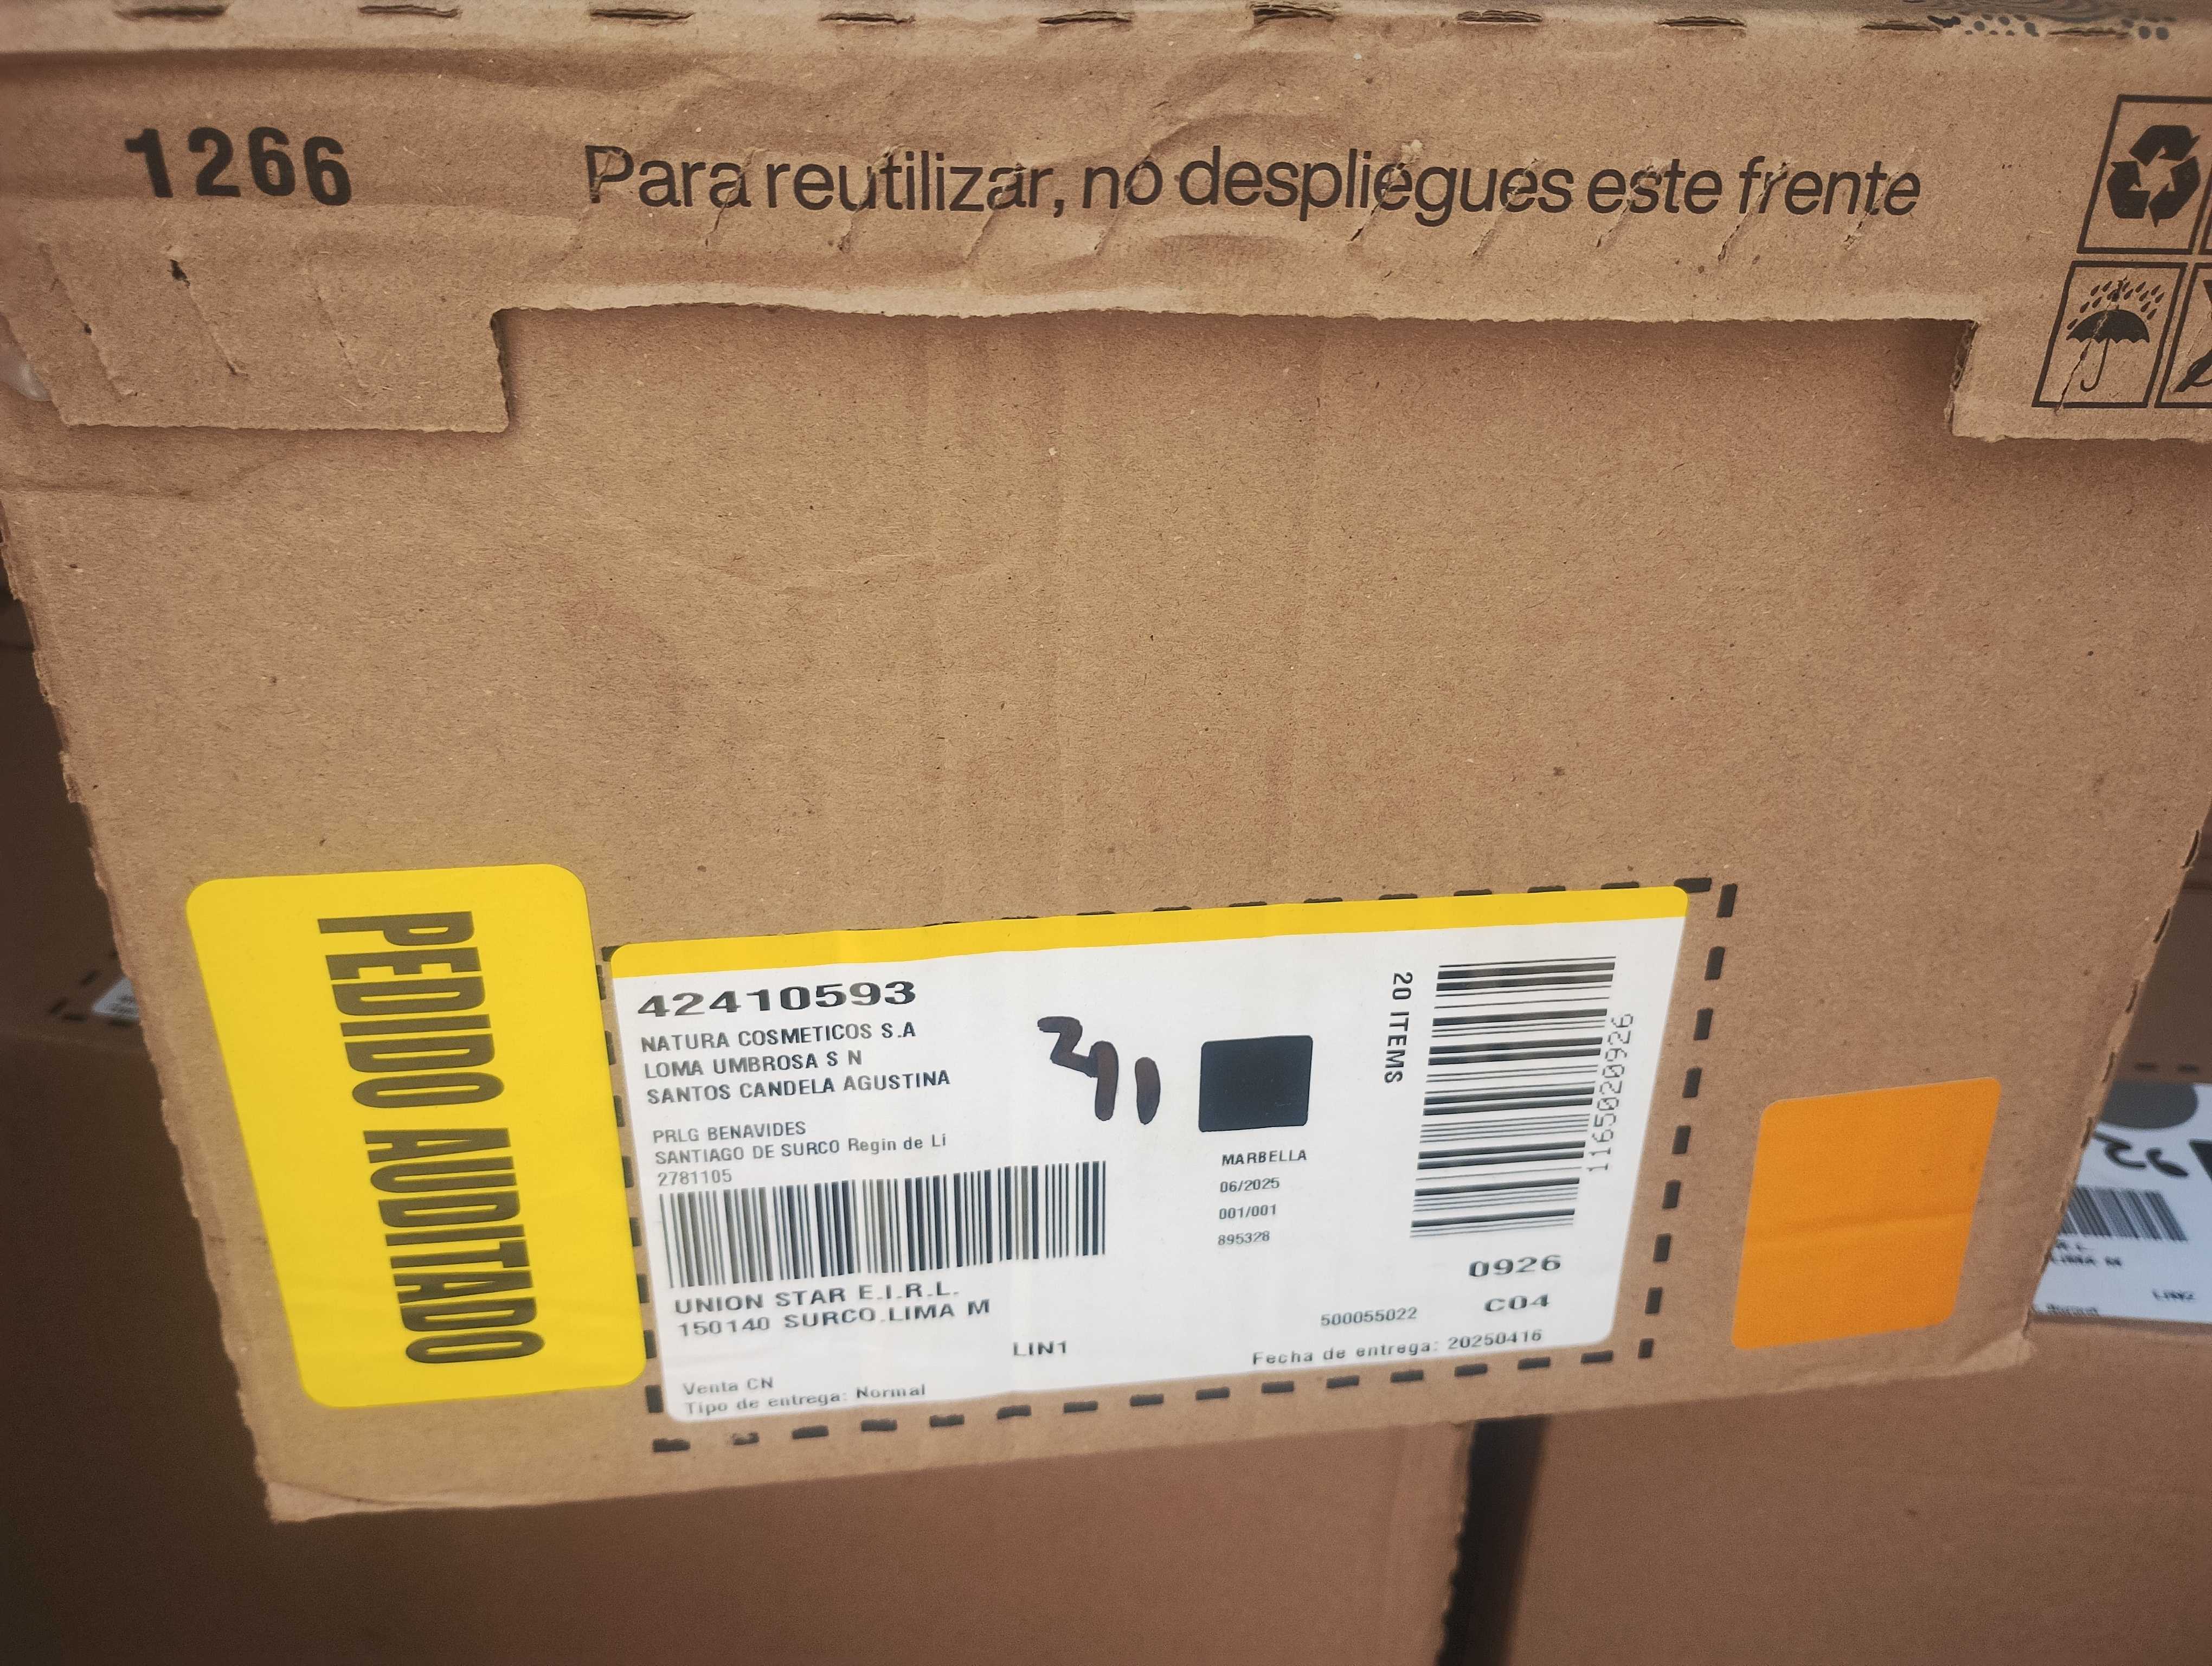 1266
Para reutilizar, no despliegues este frente
PEDIDO AUDITADO
42410593
NATURA COSMETICOS S.A
LOMA UMBROSA S N
SANTOS CANDELA AGUSTINA
PRLG BENAVIDES
SANTIAGO DE SURCO Regin de Li
2781105
UNION STAR E.I.R.L.
150140 SURCO.LIMA M
LIN1
Venta CN
Tipo de entrega: Normal
MARBELLA
06/2025
001/001
895328
20 ITEMS
1165020926
0926
C04
500055022
Fecha de entrega: 20250416